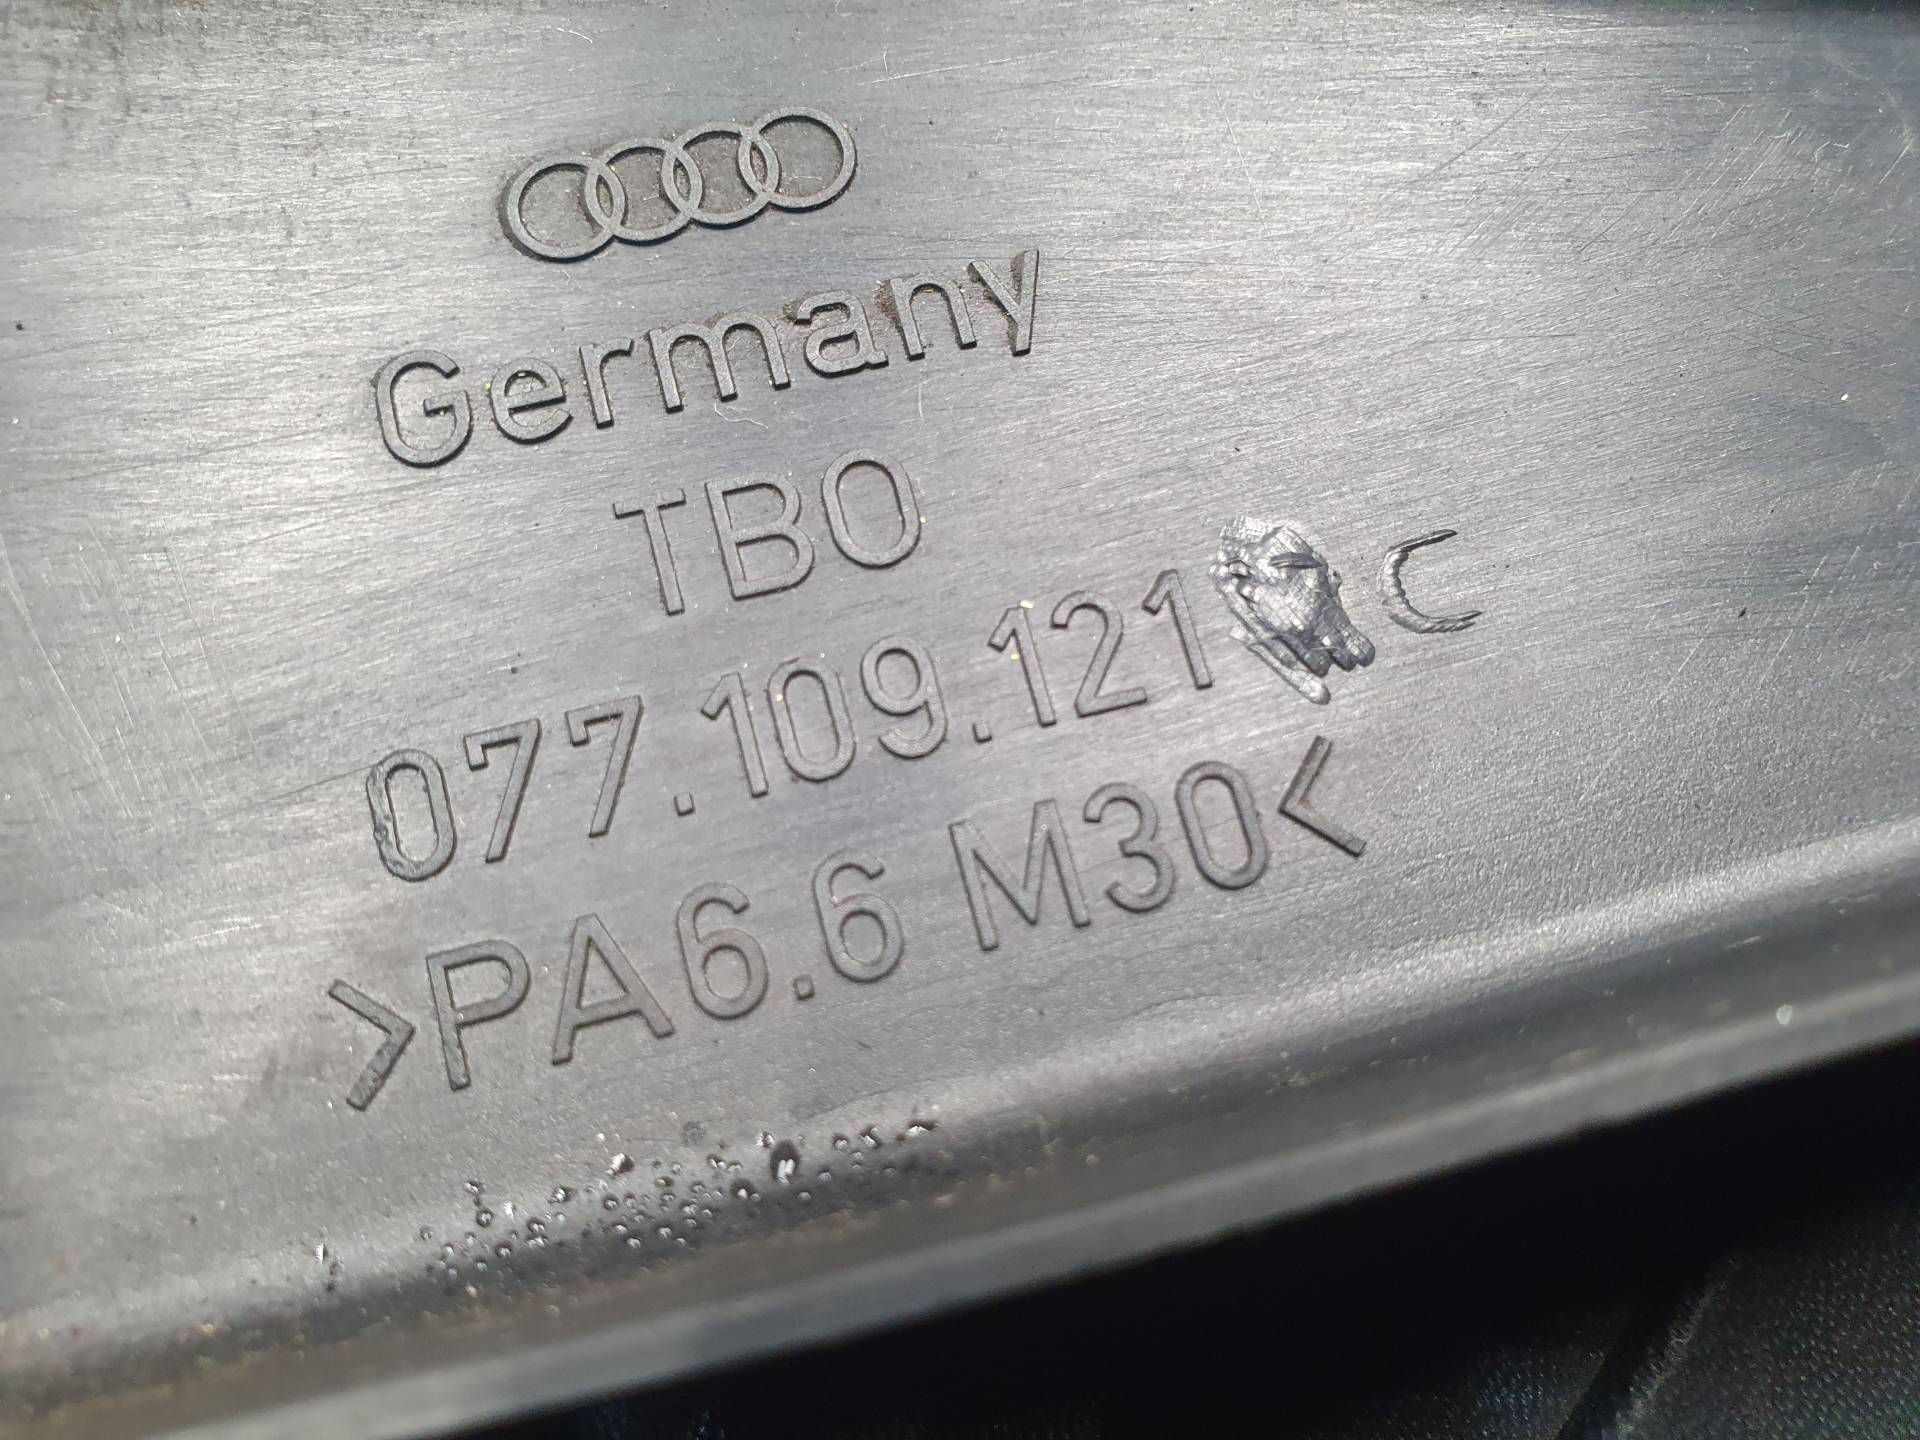 Germany
TBO
077.109.121 C
>PA6.6 M30<